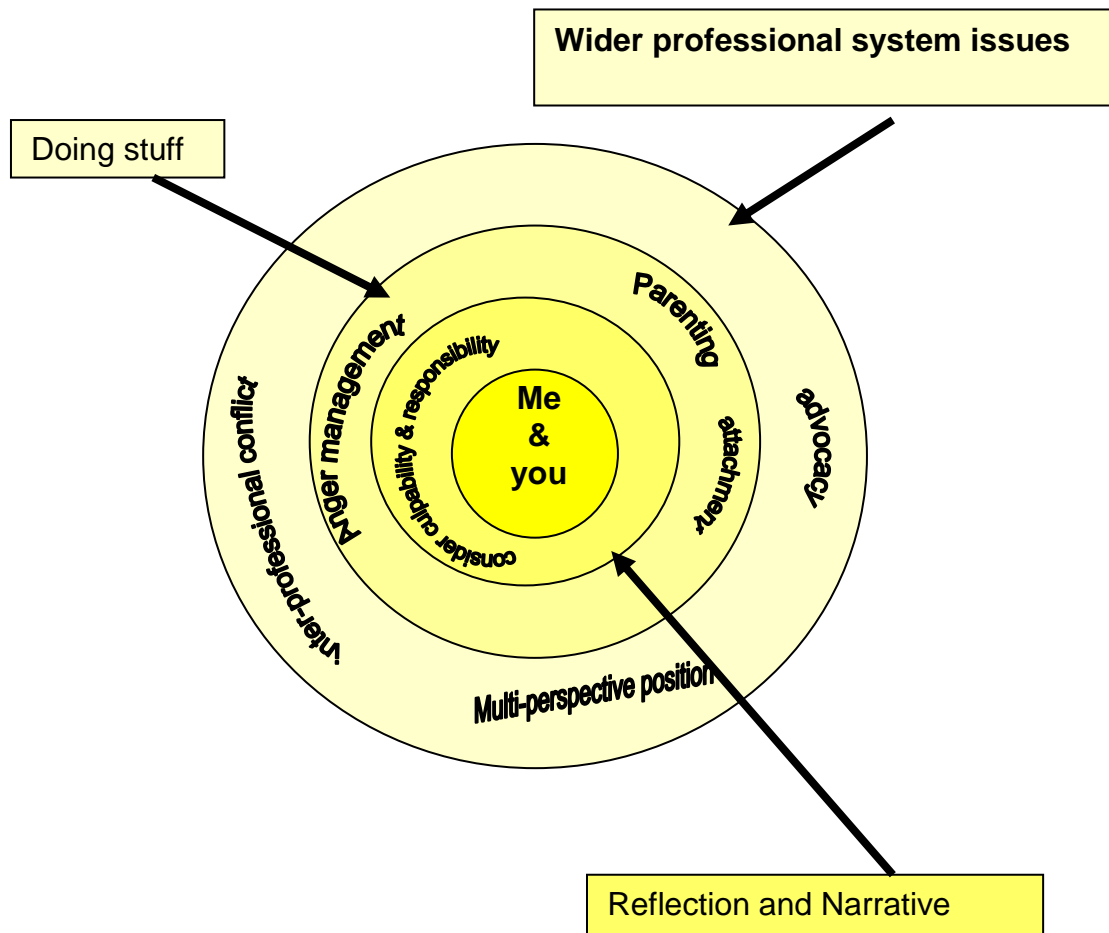 Wider professional system issues
Doing stuff
Parenting
Anger management
consider culpability & responsibility
Me
&
you
attachment
advocacy
inter-professional conflict
Multi-perspective position
Reflection and Narrative